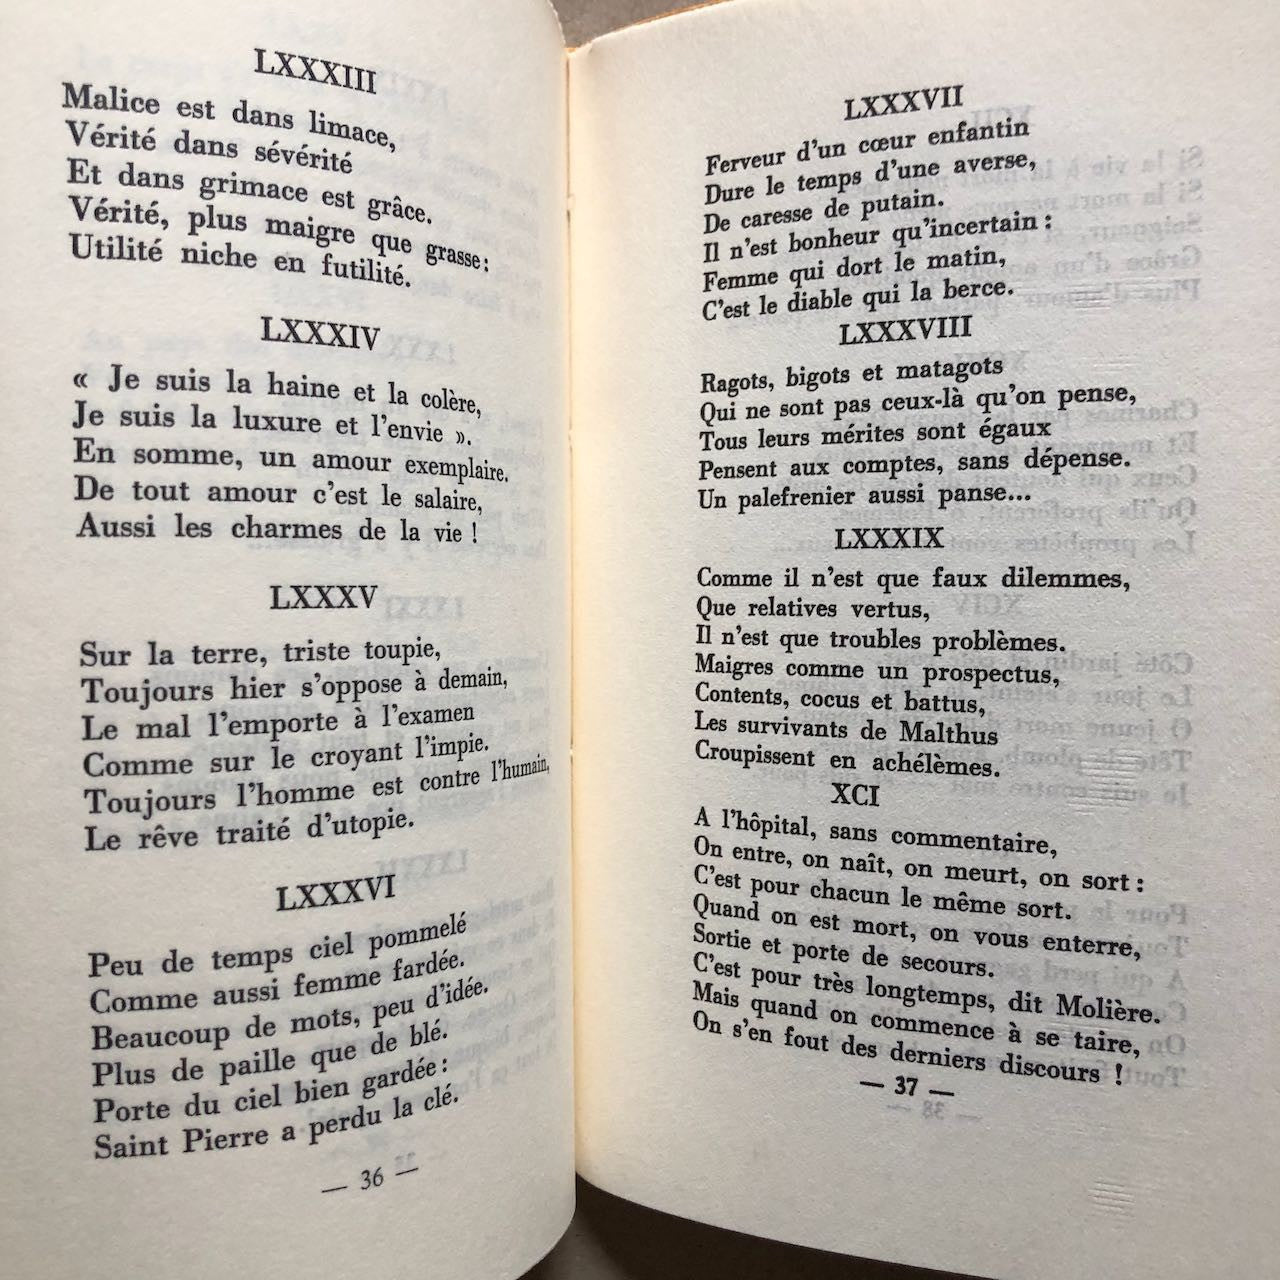 LXXXIII
Malice est dans limace,
Vérité dans sévérité
Et dans grimace est grâce.
Vérité, plus maigre que grasse:
Utilité niche en futilité.
LXXXIV
« Je suis la haine et la colère,
Je suis la luxure et l'envie ».
En somme, un amour exemplaire.
De tout amour c'est le salaire,
Aussi les charmes de la vie !
LXXXV
Sur la terre, triste toupie,
Toujours hier s'oppose à demain,
Le mal l'emporte à l'examen
Comme sur le croyant l'impie.
Toujours l'homme est contre l'humain,
Le rêve traité d'utopie.
LXXXVI
Peu de temps ciel pommelé
Comme aussi femme fardée.
Beaucoup de mots, peu d'idée.
Plus de paille que de blé.
Porte du ciel bien gardée :
Saint Pierre a perdu la clé.
— 36 —
LXXXVII
Ferveur d'un cœur enfantin
Dure le temps d'une averse,
De caresse de putain.
Il n'est bonheur qu'incertain :
Femme qui dort le matin,
C'est le diable qui la berce.
LXXXVIII
Ragots, bigots et matagots
Qui ne sont pas ceux-là qu'on pense,
Tous leurs mérites sont égaux
Pensent aux comptes, sans dépense.
Un palefrenier aussi panse...
LXXXIX
Comme il n'est que faux dilemmes,
Que relatives vertus,
Il n'est que troubles problèmes.
Maigres comme un prospectus,
Contents, cocus et battus,
Les survivants de Malthus
Croupissent en achélèmes.
XCI
A l'hôpital, sans commentaire,
On entre, on naît, on meurt, on sort :
C'est pour chacun le même sort.
Quand on est mort, on vous enterre,
Sortie et porte de secours.
C'est pour très longtemps, dit Molière.
Mais quand on commence à se taire,
On s'en fout des derniers discours !
— 37 —